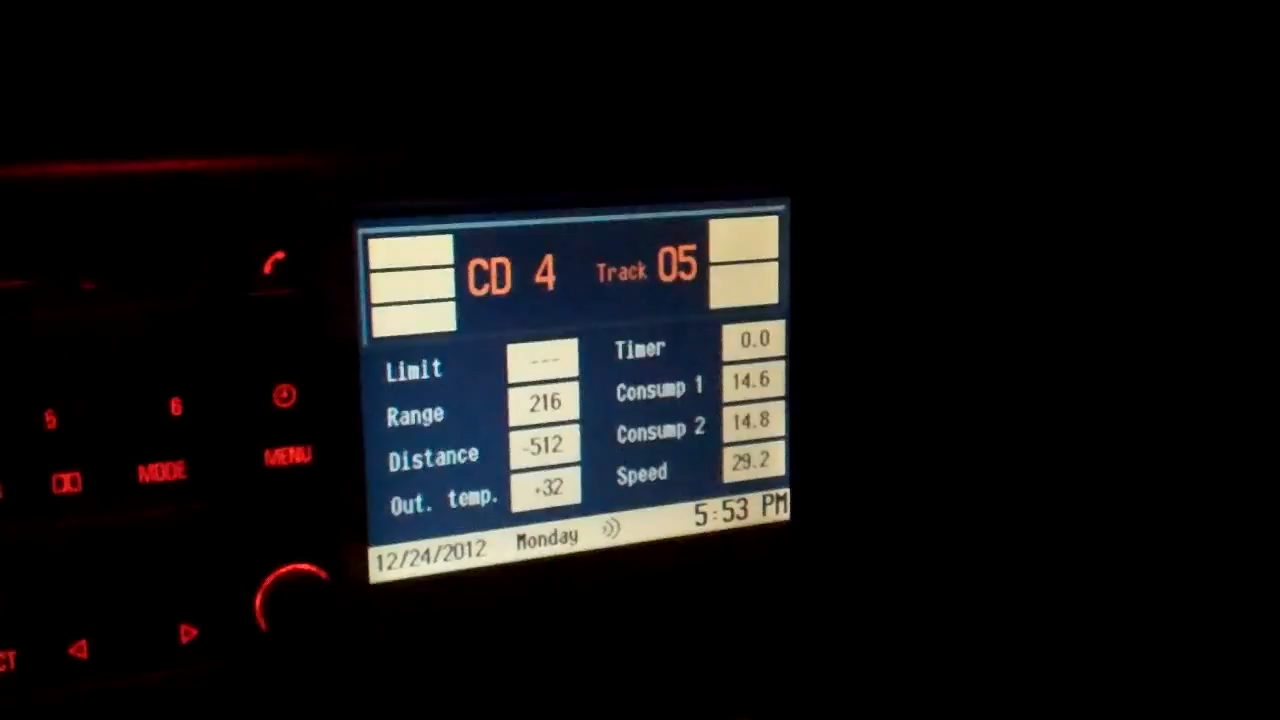 CD 4 Track 05
Limit --- Timer 0.0
Range 216 Consump 1 14.6
Distance -512 Consump 2 14.8
Out. temp. +32 Speed 29.2
12/24/2012 Monday 5:53 PM
5 6
MODE MENU
CT